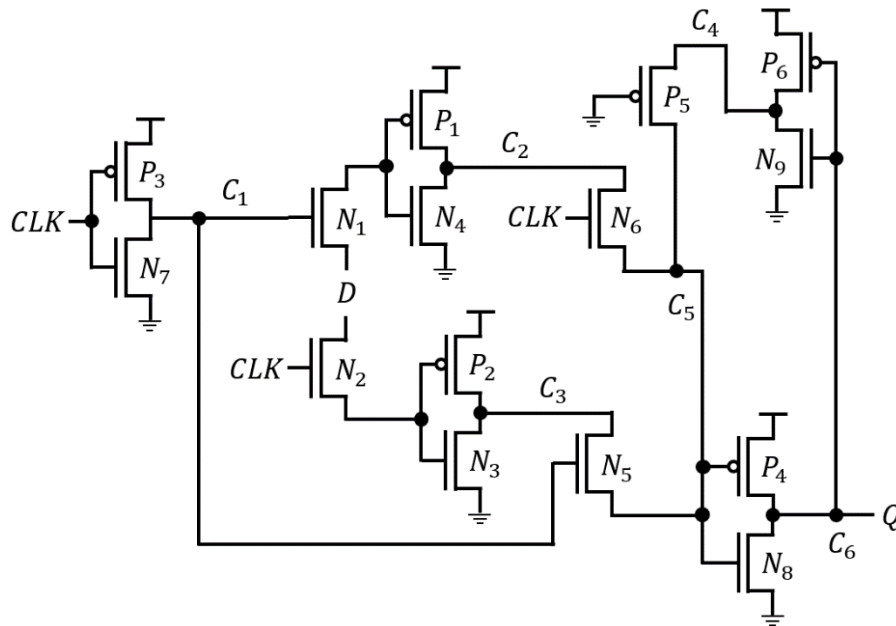 C₄
P₆
P₅
P₁
C₂
N₉
P₃
C₁
CLK
N₁
N₄
CLK
N₆
N₇
D
C₅
CLK
N₂
P₂
C₃
N₃
N₅
P₄
Q
C₆
N₈